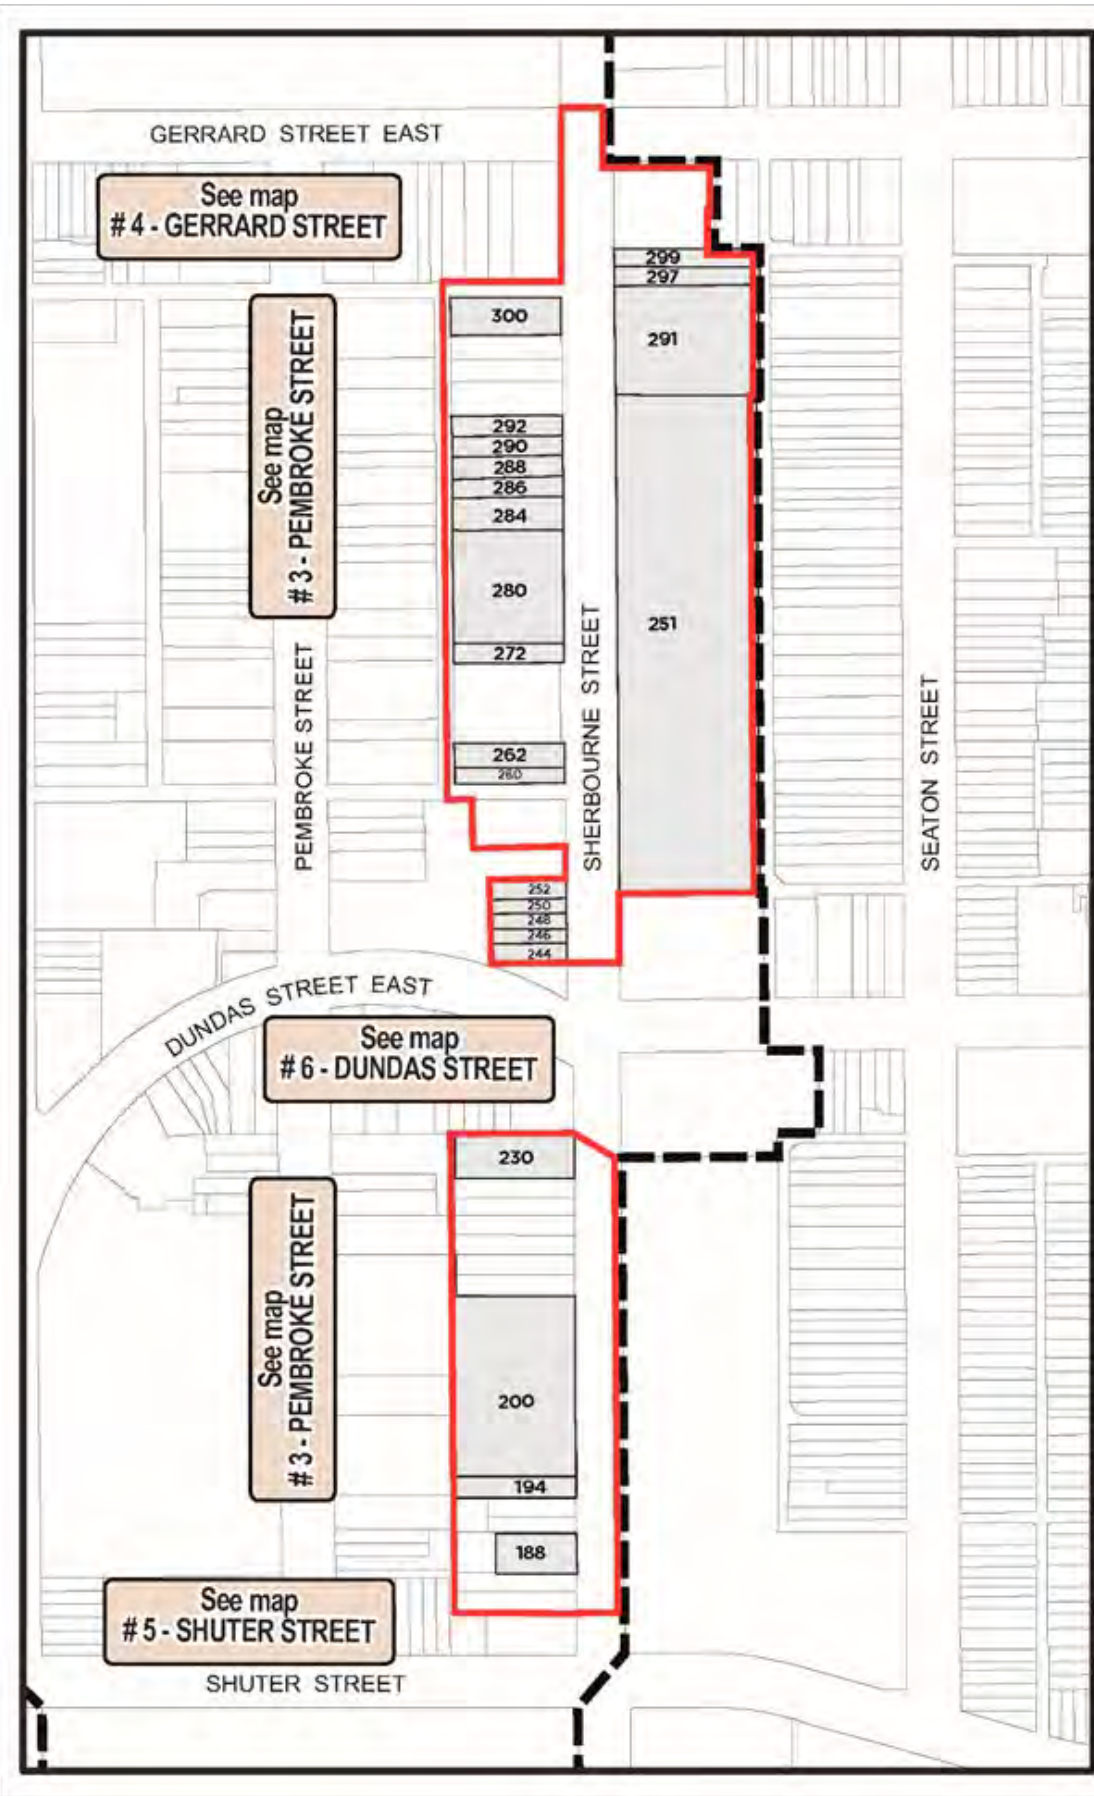 GERRARD STREET EAST
See map
# 4 - GERRARD STREET
299
297
300
291
See map
# 3 - PEMBROKE STREET
292
290
288
286
284
280
251
272
SHERBOURNE STREET
PEMBROKE STREET
SEATON STREET
262
260
252
250
248
246
244
DUNDAS STREET EAST
See map
# 6 - DUNDAS STREET
230
See map
# 3 - PEMBROKE STREET
200
194
188
See map
# 5 - SHUTER STREET
SHUTER STREET